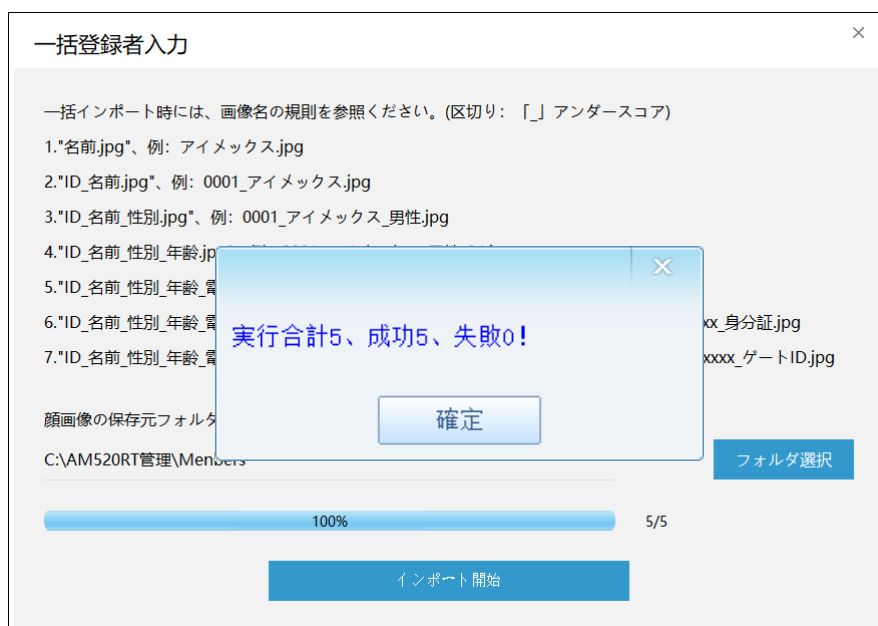 一括登録者入力
一括インポート時には、画像名の規則を参照ください。(区切り：「_」アンダースコア)
1."名前.jpg"、例：アイメックス.jpg
2."ID_名前.jpg"、例：0001_アイメックス.jpg
3."ID_名前_性別.jpg"、例：0001_アイメックス_男性.jpg
4."ID_名前_性別_年齢.jp
5."ID_名前_性別_年齢_電
6."ID_名前_性別_年齢_電 xx_身分証.jpg
7."ID_名前_性別_年齢_電 xxxx_ゲートID.jpg
実行合計5、成功5、失敗0!
確定
顔画像の保存元フォルダ
C:\AM520RT管理\Menbers
フォルダ選択
100%
5/5
インポート開始